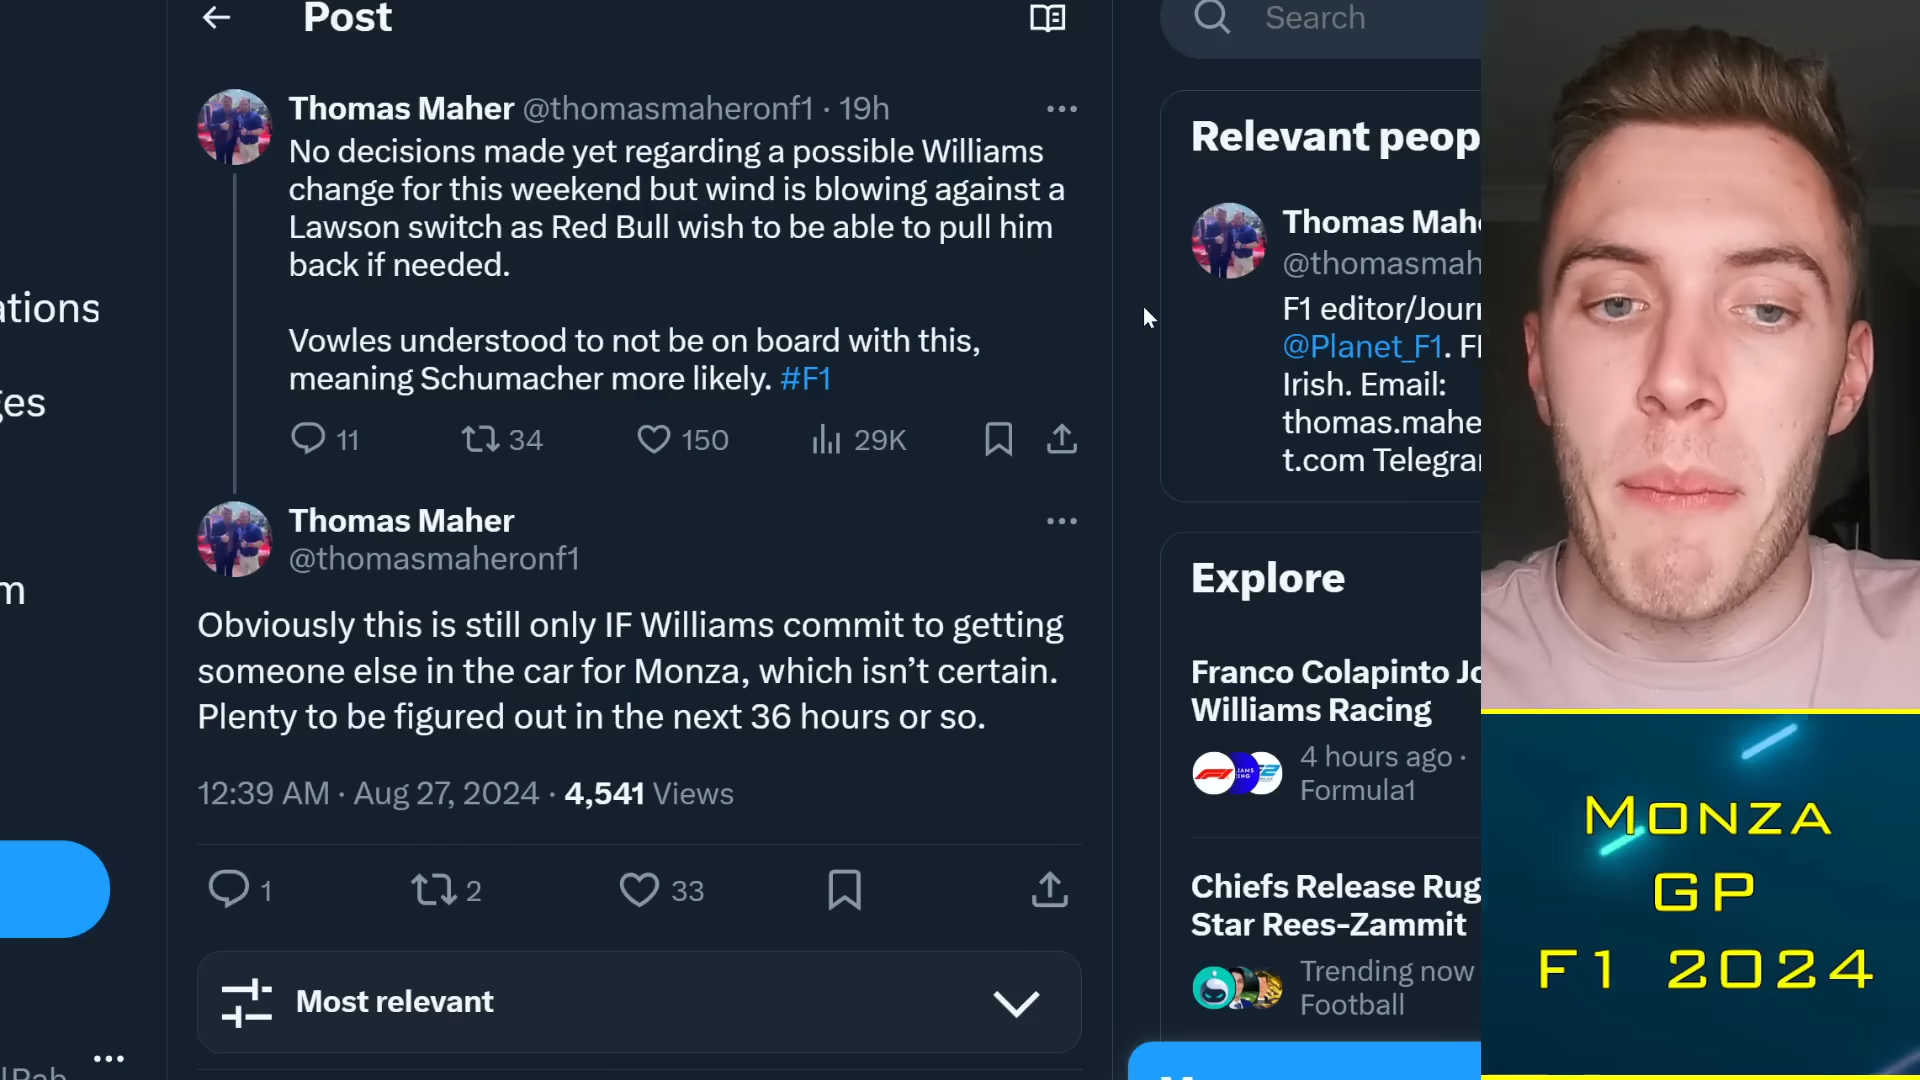 Post
Search
Thomas Maher @thomasmaheronf1 · 19h
No decisions made yet regarding a possible Williams
change for this weekend but wind is blowing against a
Lawson switch as Red Bull wish to be able to pull him
back if needed.
Vowles understood to not be on board with this,
meaning Schumacher more likely. #F1
11 34 150 29K
Thomas Maher
@thomasmaheronf1
Obviously this is still only IF Williams commit to getting
someone else in the car for Monza, which isn’t certain.
Plenty to be figured out in the next 36 hours or so.
12:39 AM · Aug 27, 2024 · 4,541 Views
1 2 33
Most relevant
ations
ges
m
Relevant peop
Thomas Mah
@thomasmah
F1 editor/Jour
@Planet_F1. F
Irish. Email:
thomas.mahe
t.com Telegra
Explore
Franco Colapinto Jo
Williams Racing
4 hours ago ·
Formula1
Chiefs Release Rug
Star Rees-Zammit
Trending now
Football
MONZA
GP
F1 2024